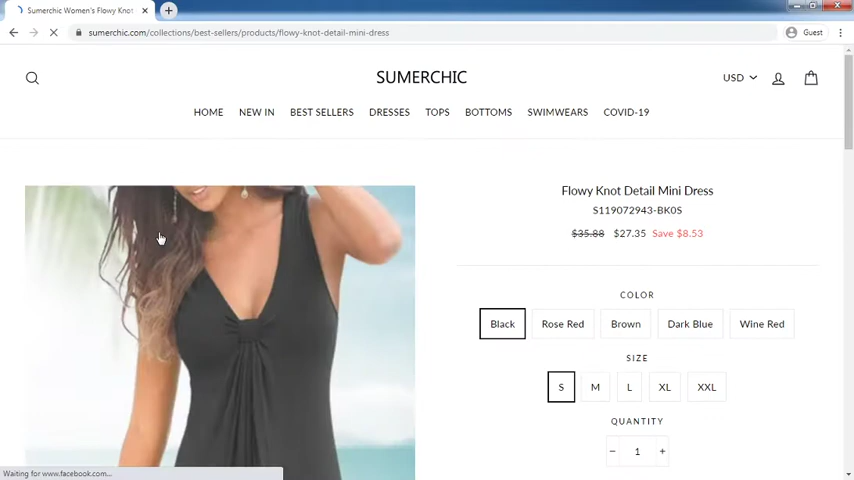 Sumerchic Women's Flowy Knot
sumerchic.com/collections/best-sellers/products/flowy-knot-detail-mini-dress
Guest
SUMERCHIC
USD
HOME NEW IN BEST SELLERS DRESSES TOPS BOTTOMS SWIMWEARS COVID-19
Flowy Knot Detail Mini Dress
S119072943-BK0S
$35.88 $27.35 Save $8.53
COLOR
Black Rose Red Brown Dark Blue Wine Red
SIZE
S M L XL XXL
QUANTITY
− 1 +
Waiting for www.facebook.com...